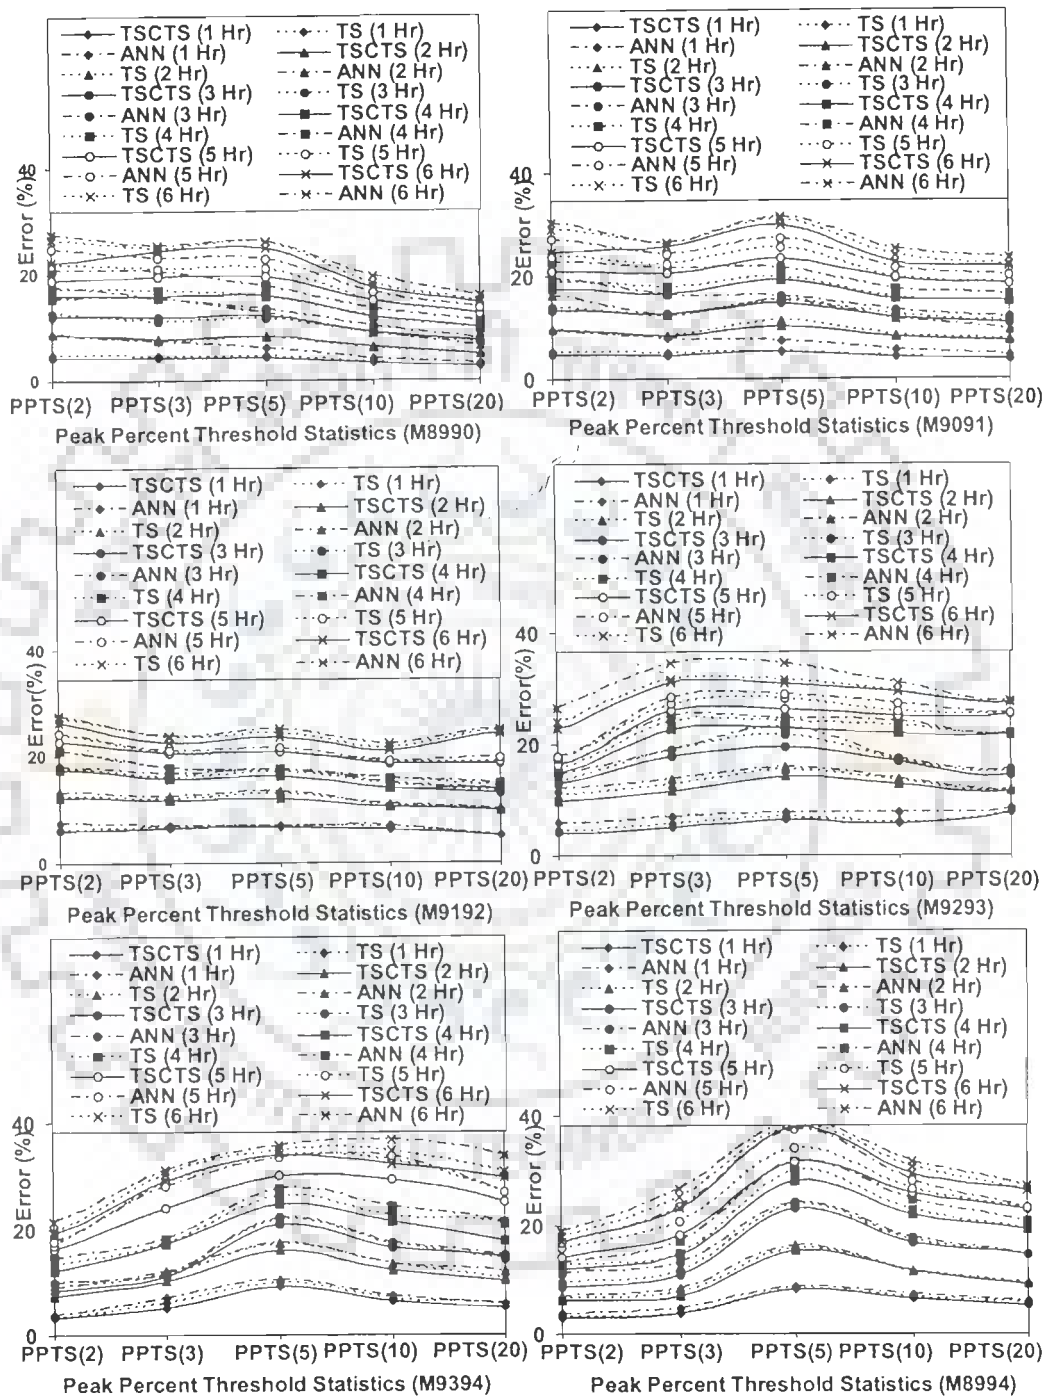 TSCTS (1 Hr) TS (1 Hr)
ANN (1 Hr) TSCTS (2 Hr)
TS (2 Hr) ANN (2 Hr)
TSCTS (3 Hr) TS (3 Hr)
ANN (3 Hr) TSCTS (4 Hr)
TS (4 Hr) ANN (4 Hr)
TSCTS (5 Hr) TS (5 Hr)
ANN (5 Hr) TSCTS (6 Hr)
TS (6 Hr) ANN (6 Hr)
40
Error (%)
20
0
PPTS(2) PPTS(3) PPTS(5) PPTS(10) PPTS(20)
Peak Percent Threshold Statistics (M8990)
TSCTS (1 Hr) TS (1 Hr)
ANN (1 Hr) TSCTS (2 Hr)
TS (2 Hr) ANN (2 Hr)
TSCTS (3 Hr) TS (3 Hr)
ANN (3 Hr) TSCTS (4 Hr)
TS (4 Hr) ANN (4 Hr)
TSCTS (5 Hr) TS (5 Hr)
ANN (5 Hr) TSCTS (6 Hr)
TS (6 Hr) ANN (6 Hr)
40
Error (%)
20
0
PPTS(2) PPTS(3) PPTS(5) PPTS(10) PPTS(20)
Peak Percent Threshold Statistics (M9091)
TSCTS (1 Hr) TS (1 Hr)
ANN (1 Hr) TSCTS (2 Hr)
TS (2 Hr) ANN (2 Hr)
TSCTS (3 Hr) TS (3 Hr)
ANN (3 Hr) TSCTS (4 Hr)
TS (4 Hr) ANN (4 Hr)
TSCTS (5 Hr) TS (5 Hr)
ANN (5 Hr) TSCTS (6 Hr)
TS (6 Hr) ANN (6 Hr)
40
Error(%)
20
0
PPTS(2) PPTS(3) PPTS(5) PPTS(10) PPTS(20)
Peak Percent Threshold Statistics (M9192)
TSCTS (1 Hr) TS (1 Hr)
ANN (1 Hr) TSCTS (2 Hr)
TS (2 Hr) ANN (2 Hr)
TSCTS (3 Hr) TS (3 Hr)
ANN (3 Hr) TSCTS (4 Hr)
TS (4 Hr) ANN (4 Hr)
TSCTS (5 Hr) TS (5 Hr)
ANN (5 Hr) TSCTS (6 Hr)
TS (6 Hr) ANN (6 Hr)
40
Error(%)
20
0
PPTS(2) PPTS(3) PPTS(5) PPTS(10) PPTS(20)
Peak Percent Threshold Statistics (M9293)
TSCTS (1 Hr) TS (1 Hr)
ANN (1 Hr) TSCTS (2 Hr)
TS (2 Hr) ANN (2 Hr)
TSCTS (3 Hr) TS (3 Hr)
ANN (3 Hr) TSCTS (4 Hr)
TS (4 Hr) ANN (4 Hr)
TSCTS (5 Hr) TS (5 Hr)
ANN (5 Hr) TSCTS (6 Hr)
TS (6 Hr) ANN (6 Hr)
40
Error (%)
20
0
PPTS(2) PPTS(3) PPTS(5) PPTS(10) PPTS(20)
Peak Percent Threshold Statistics (M9394)
TSCTS (1 Hr) TS (1 Hr)
ANN (1 Hr) TSCTS (2 Hr)
TS (2 Hr) ANN (2 Hr)
TSCTS (3 Hr) TS (3 Hr)
ANN (3 Hr) TSCTS (4 Hr)
TS (4 Hr) ANN (4 Hr)
TSCTS (5 Hr) TS (5 Hr)
ANN (5 Hr) TSCTS (6 Hr)
TS (6 Hr) ANN (6 Hr)
40
Error (%)
20
0
PPTS(2) PPTS(3) PPTS(5) PPTS(10) PPTS(20)
Peak Percent Threshold Statistics (M8994)